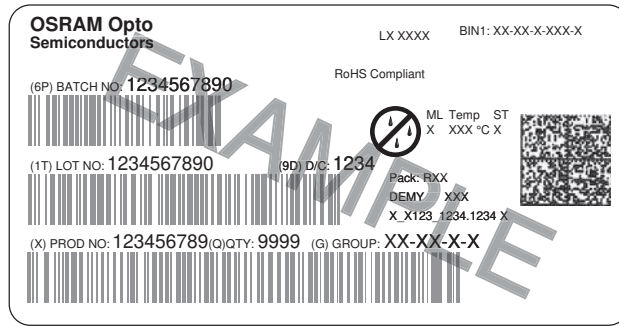 OSRAM Opto
Semiconductors
LX XXXX
BIN1: XX-XX-X-XXX-X
RoHS Compliant
(6P) BATCH NO: 1234567890
ML Temp ST
X XXX °C X
(1T) LOT NO: 1234567890
(9D) D/C: 1234
Pack: RXX
DEMY XXX
X_X123_1234.1234 X
(X) PROD NO: 123456789(Q)QTY: 9999 (G) GROUP: XX-XX-X-X
EXAMPLE